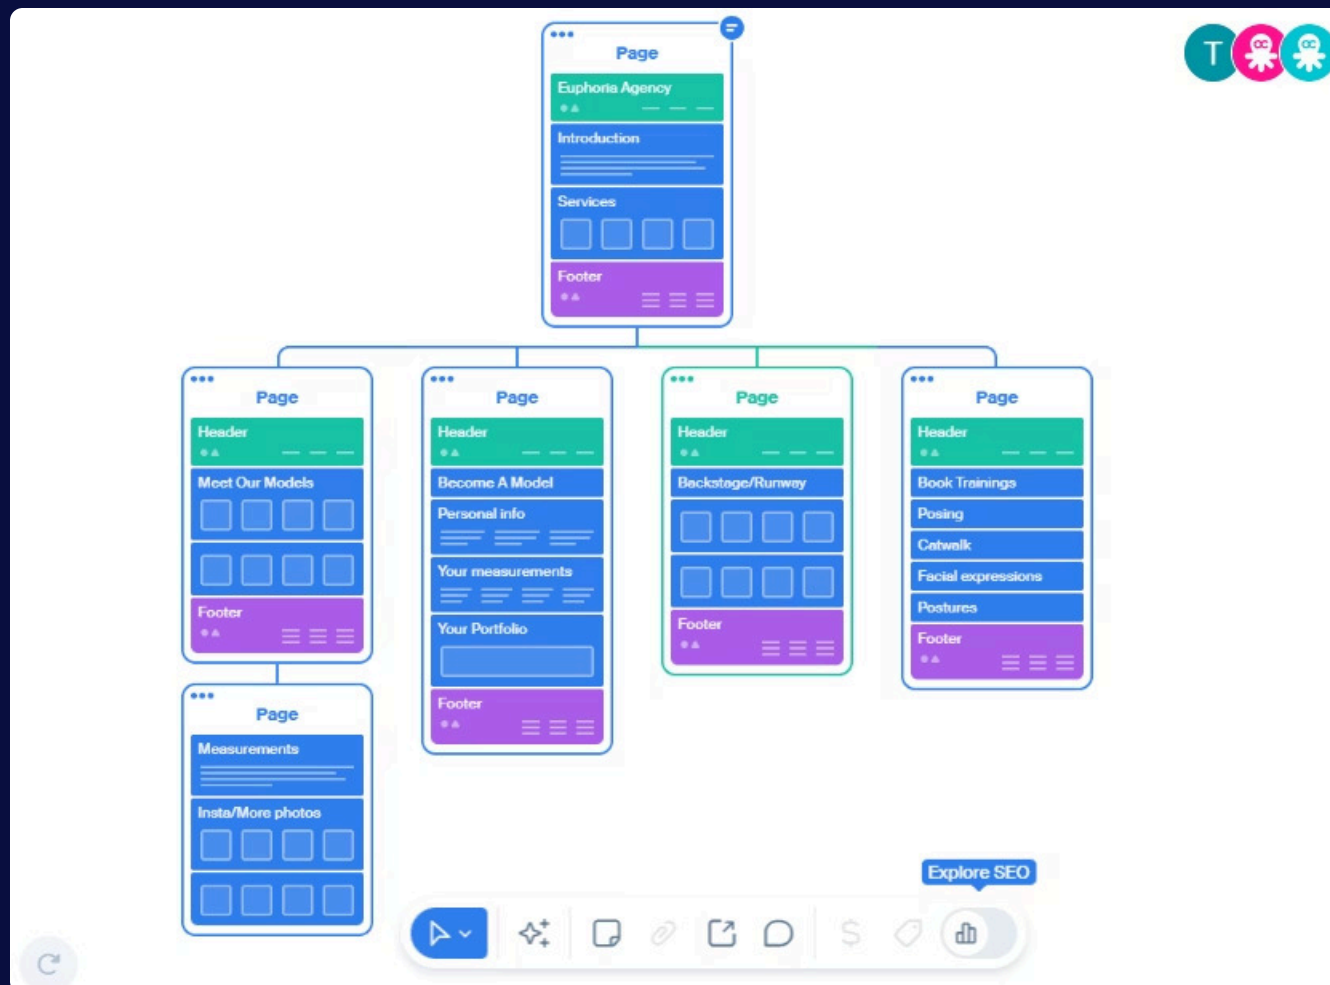 Page
Euphoria Agency
Introduction
Services
Footer
Page
Header
Meet Our Models
Footer
Page
Measurements
Insta/More photos
Page
Header
Become A Model
Personal info
Your measurements
Your Portfolio
Footer
Page
Header
Backstage/Runway
Footer
Page
Header
Book Trainings
Posing
Catwalk
Facial expressions
Postures
Footer
T
Explore SEO
$